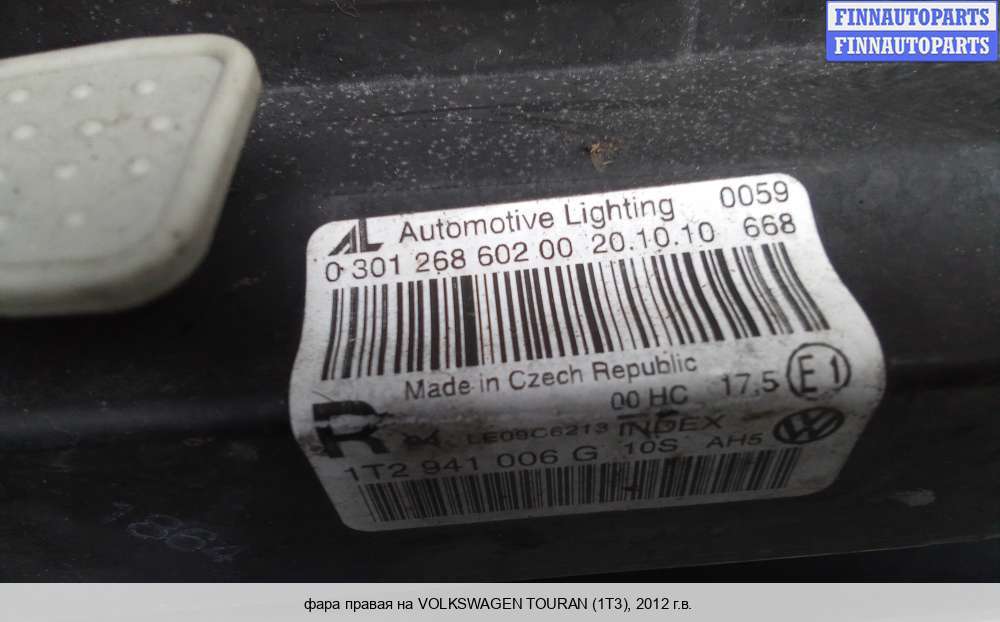 FINNAUTOPARTS
FINNAUTOPARTS
AL Automotive Lighting 0059
0 301 268 602 00 20.10.10 668
Made in Czech Republic
00 HC 17,5 E1
R LE09C6213 INDEX
1T2 941 006 G 10S AH5
фара правая на VOLKSWAGEN TOURAN (1T3), 2012 г.в.